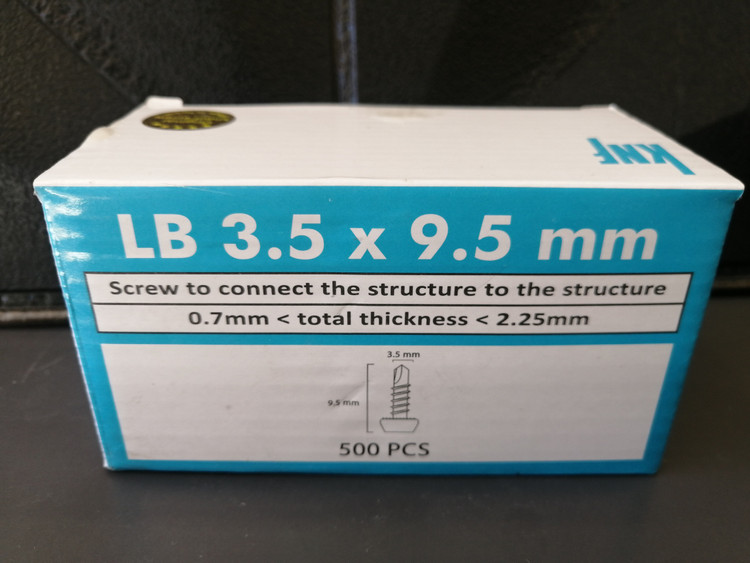 KNF
LB 3.5 x 9.5 mm
Screw to connect the structure to the structure
0.7mm < total thickness < 2.25mm
3.5 mm
9,5 mm
500 PCS